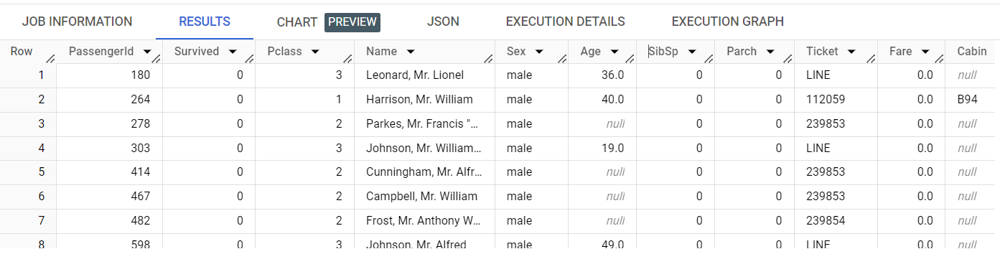 JOB INFORMATION RESULTS CHART PREVIEW JSON EXECUTION DETAILS EXECUTION GRAPH
Row PassengerId Survived Pclass Name Sex Age SibSp Parch Ticket Fare Cabin
1 180 0 3 Leonard, Mr. Lionel male 36.0 0 0 LINE 0.0 null
2 264 0 1 Harrison, Mr. William male 40.0 0 0 112059 0.0 B94
3 278 0 2 Parkes, Mr. Francis "... male null 0 0 239853 0.0 null
4 303 0 3 Johnson, Mr. William... male 19.0 0 0 LINE 0.0 null
5 414 0 2 Cunningham, Mr. Alfr... male null 0 0 239853 0.0 null
6 467 0 2 Campbell, Mr. William male null 0 0 239853 0.0 null
7 482 0 2 Frost, Mr. Anthony W... male null 0 0 239854 0.0 null
8 598 0 3 Johnson, Mr. Alfred male 49.0 0 0 LINE 0.0 null